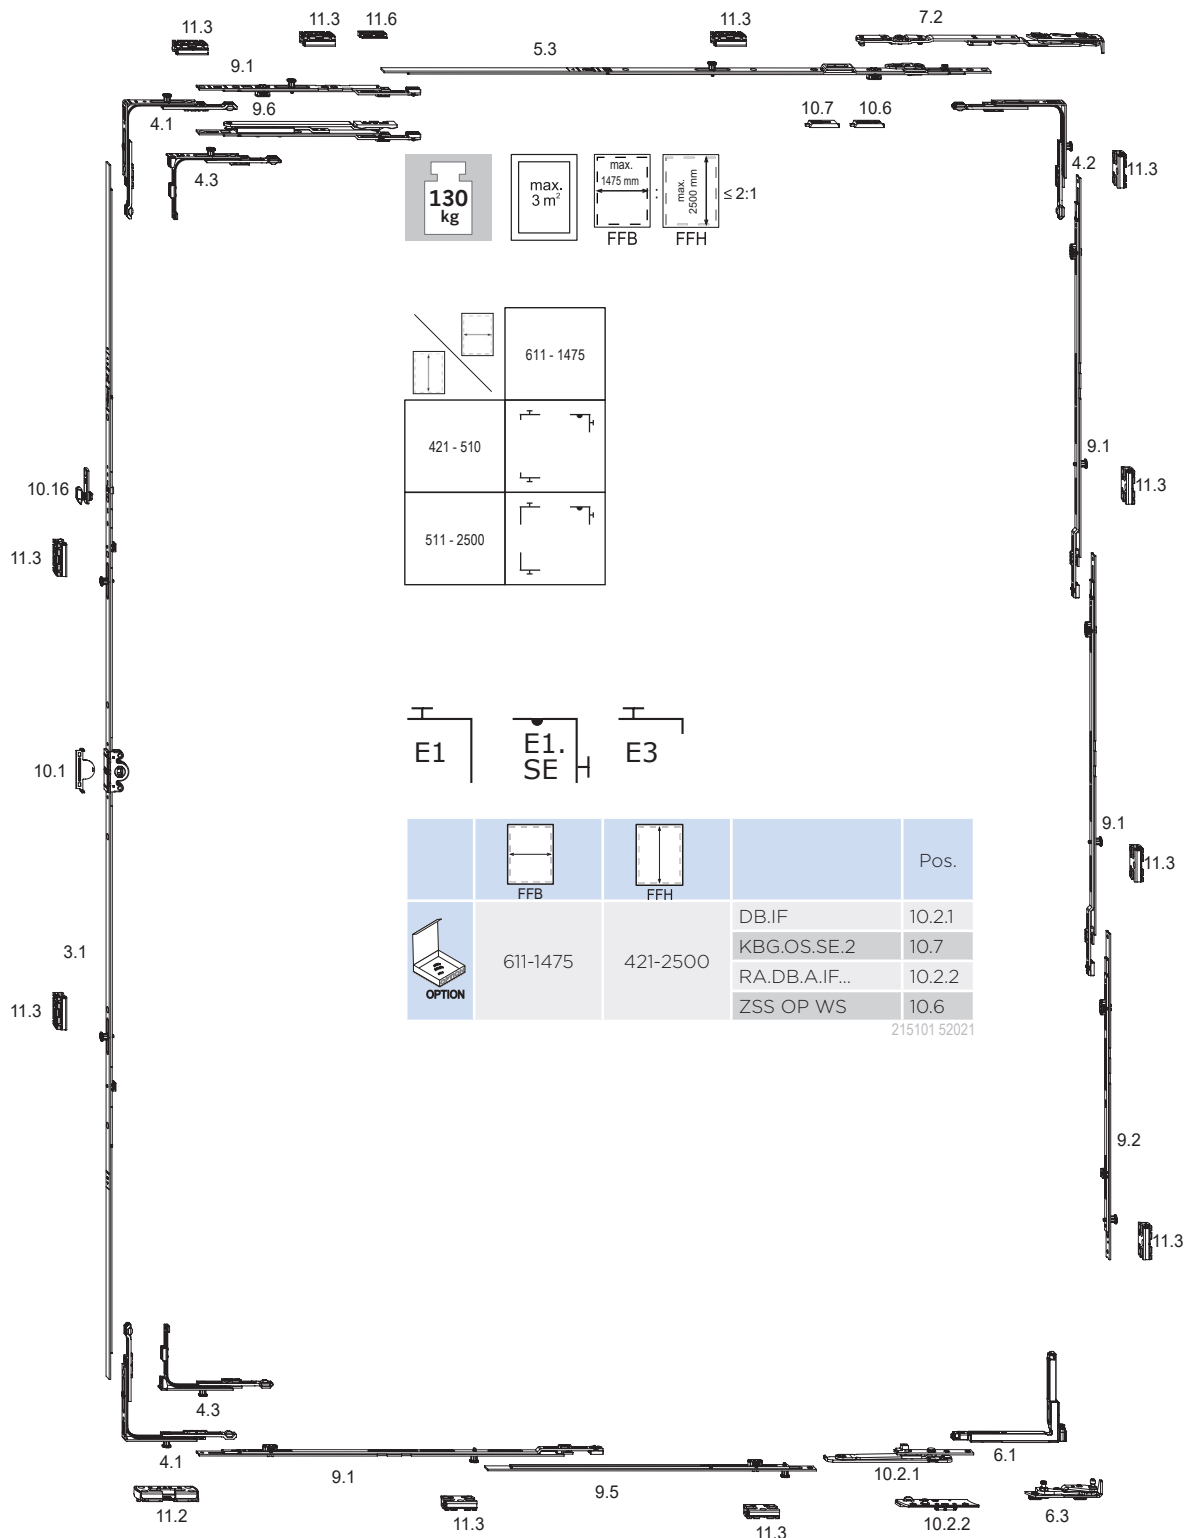 11.3
11.3
11.6
11.3
7.2
5.3
9.1
4.1
9.6
10.7
10.6
4.3
4.2
11.3
130
kg
max.
3 m²
max.
1475 mm
FFB
:
max.
2500 mm
FFH
≤ 2:1
611 - 1475
421 - 510
511 - 2500
10.16
11.3
9.1
11.3
E1
E1.
SE
E3
10.1
FFB
FFH
Pos.
OPTION
611-1475
421-2500
DB.IF 10.2.1
KBG.OS.SE.2 10.7
RA.DB.A.IF... 10.2.2
ZSS OP WS 10.6
215101 52021
9.1
11.3
3.1
11.3
9.2
11.3
4.3
4.1
9.1
9.5
10.2.1
6.1
11.2
11.3
11.3
10.2.2
6.3